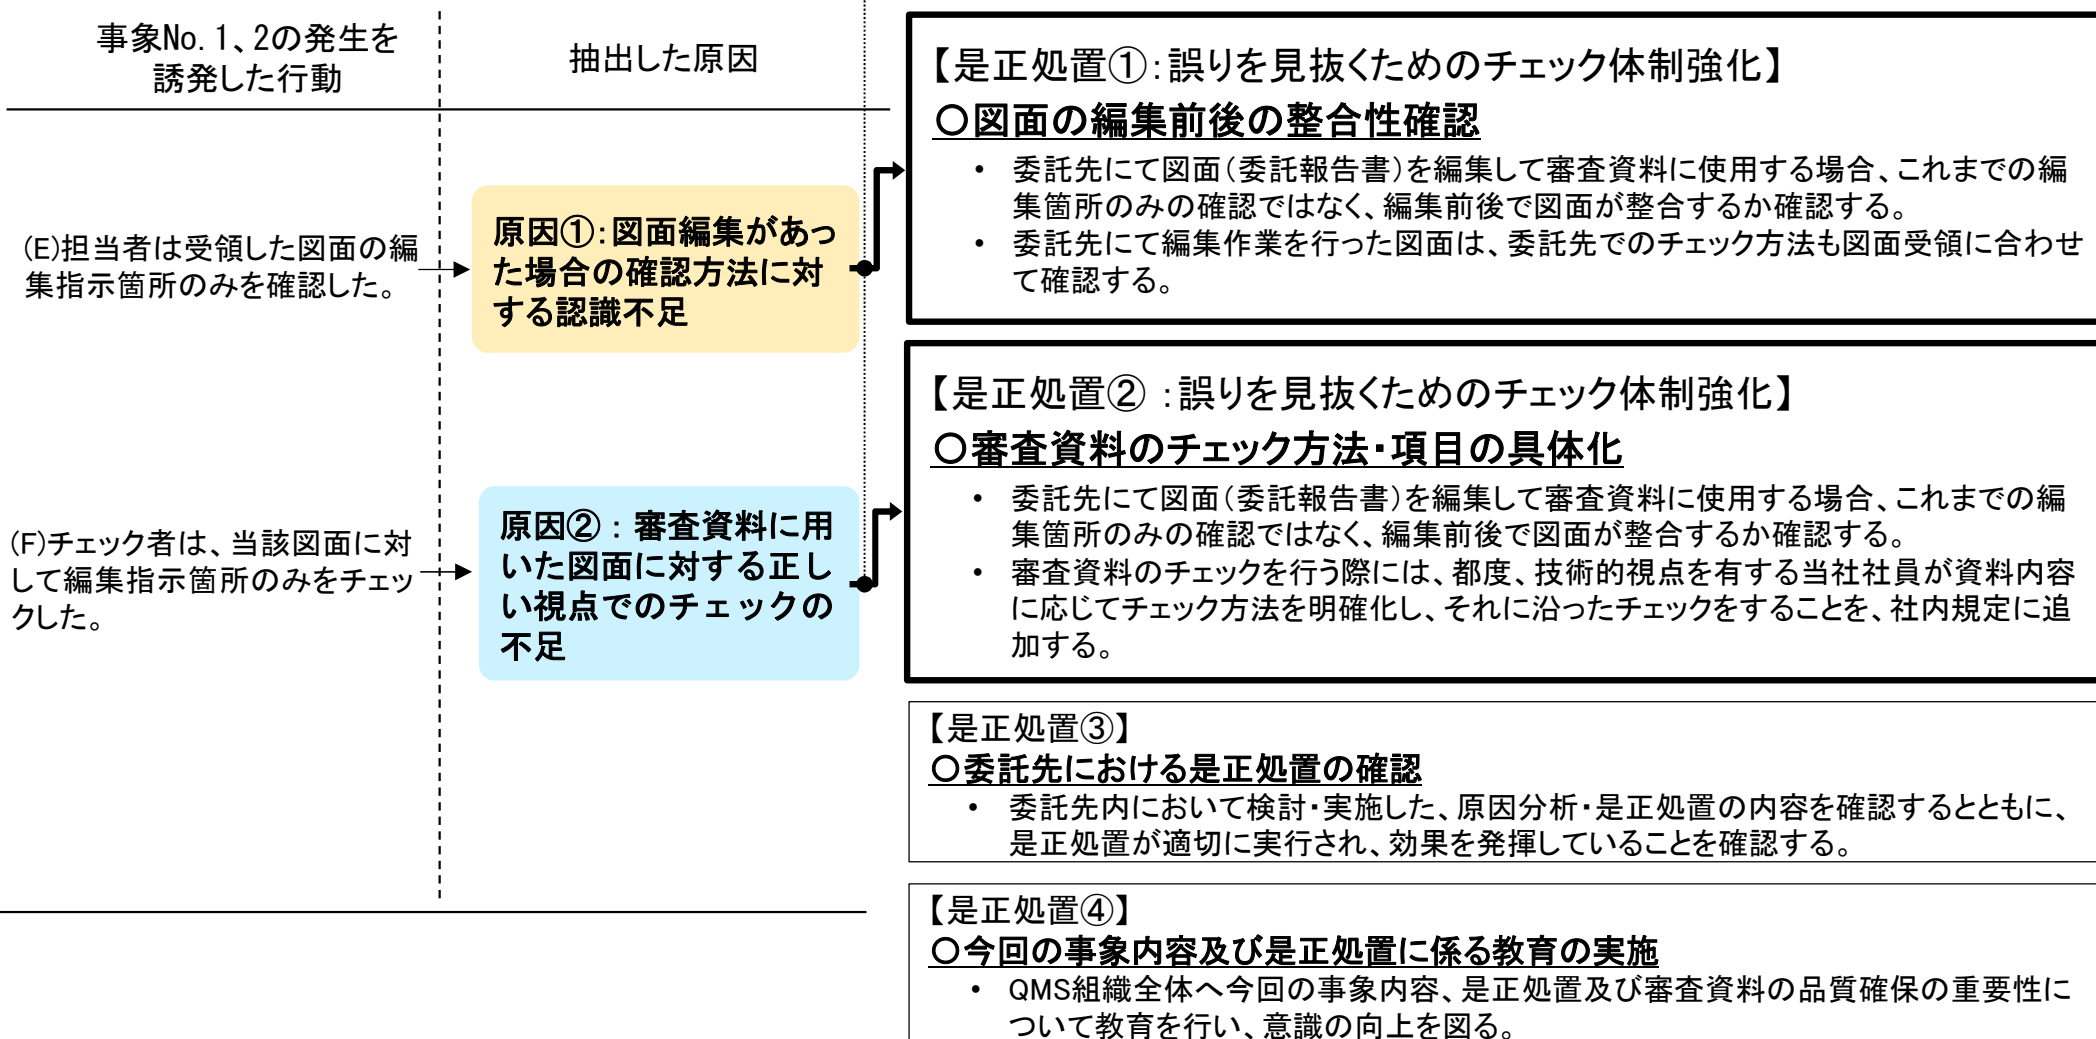 事象No.1、2の発生を
誘発した行動
抽出した原因
(E)担当者は受領した図面の編
集指示箇所のみを確認した。
原因①：図面編集があっ
た場合の確認方法に対
する認識不足
(F)チェック者は、当該図面に対
して編集指示箇所のみをチェッ
クした。
原因②：審査資料に用
いた図面に対する正し
い視点でのチェックの
不足
【是正処置①：誤りを見抜くためのチェック体制強化】
〇図面の編集前後の整合性確認
• 委託先にて図面（委託報告書）を編集して審査資料に使用する場合、これまでの編
集箇所のみの確認ではなく、編集前後で図面が整合するか確認する。
• 委託先にて編集作業を行った図面は、委託先でのチェック方法も図面受領に合わせ
て確認する。
【是正処置②：誤りを見抜くためのチェック体制強化】
〇審査資料のチェック方法・項目の具体化
• 委託先にて図面（委託報告書）を編集して審査資料に使用する場合、これまでの編
集箇所のみの確認ではなく、編集前後で図面が整合するか確認する。
• 審査資料のチェックを行う際には、都度、技術的視点を有する当社社員が資料内容
に応じてチェック方法を明確化し、それに沿ったチェックをすることを、社内規定に追
加する。
【是正処置③】
〇委託先における是正処置の確認
• 委託先内において検討・実施した、原因分析・是正処置の内容を確認するとともに、
是正処置が適切に実行され、効果を発揮していることを確認する。
【是正処置④】
〇今回の事象内容及び是正処置に係る教育の実施
• QMS組織全体へ今回の事象内容、是正処置及び審査資料の品質確保の重要性に
ついて教育を行い、意識の向上を図る。